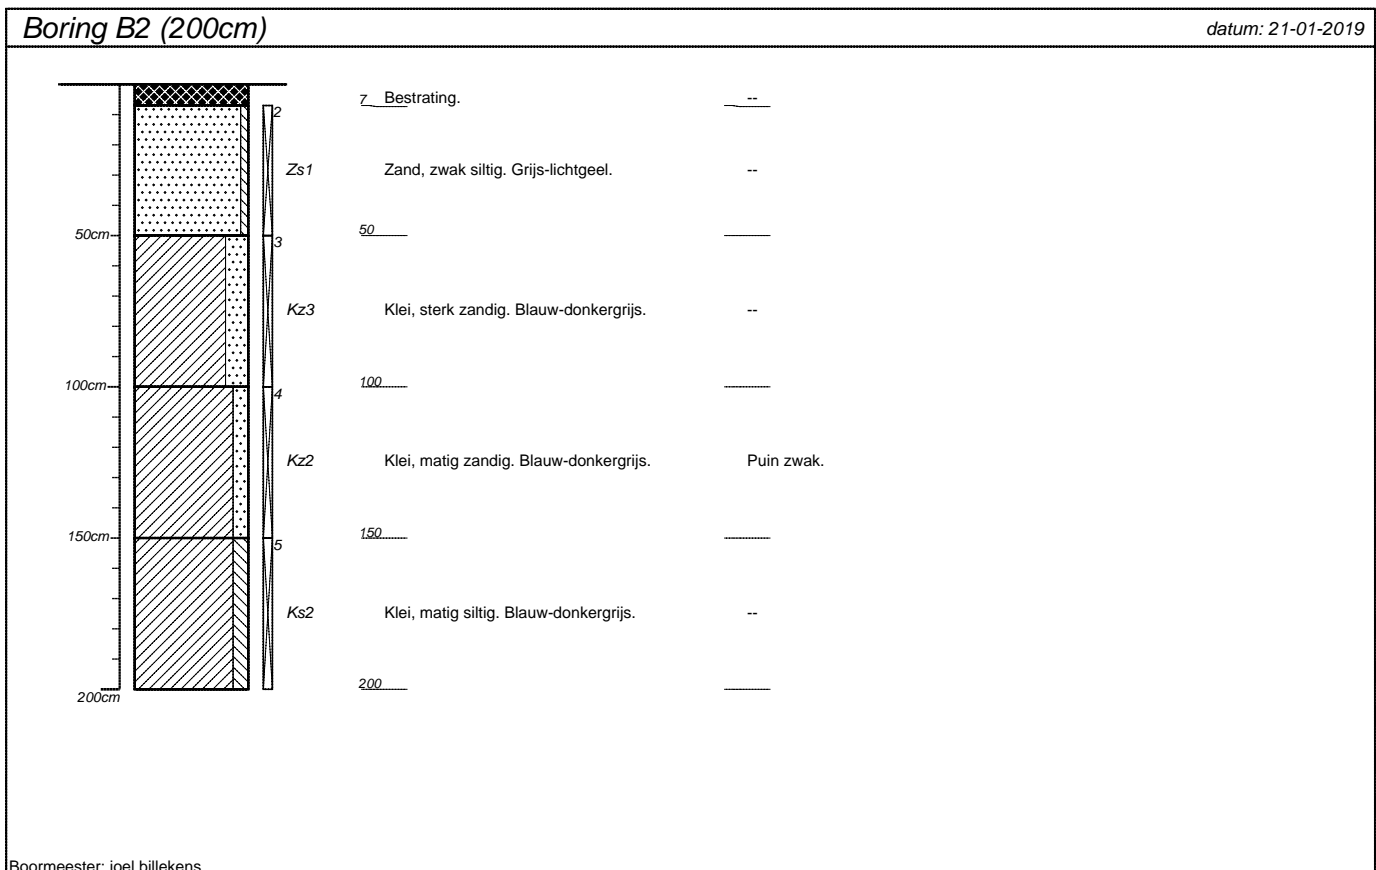 Boring B2 (200cm)
datum: 21-01-2019
7 Bestrating. --
2
Zs1 Zand, zwak siltig. Grijs-lichtgeel. --
50cm 50
3
Kz3 Klei, sterk zandig. Blauw-donkergrijs. --
100cm 100
4
Kz2 Klei, matig zandig. Blauw-donkergrijs. Puin zwak.
150cm 150
5
Ks2 Klei, matig siltig. Blauw-donkergrijs. --
200cm 200
Boormeester: joel billekens